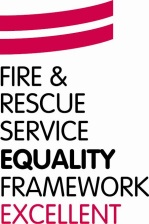 FIRE &
RESCUE
SERVICE
EQUALITY
FRAMEWORK
EXCELLENT